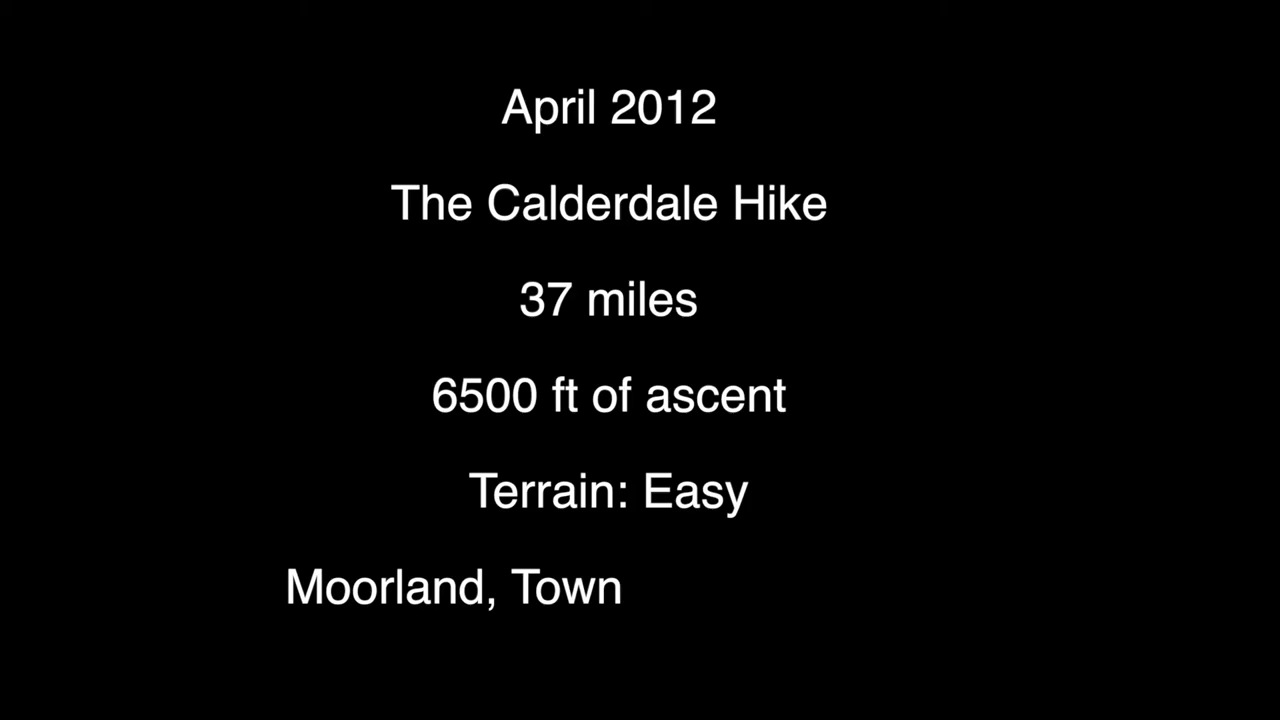 April 2012
The Calderdale Hike
37 miles
6500 ft of ascent
Terrain: Easy
Moorland, Town